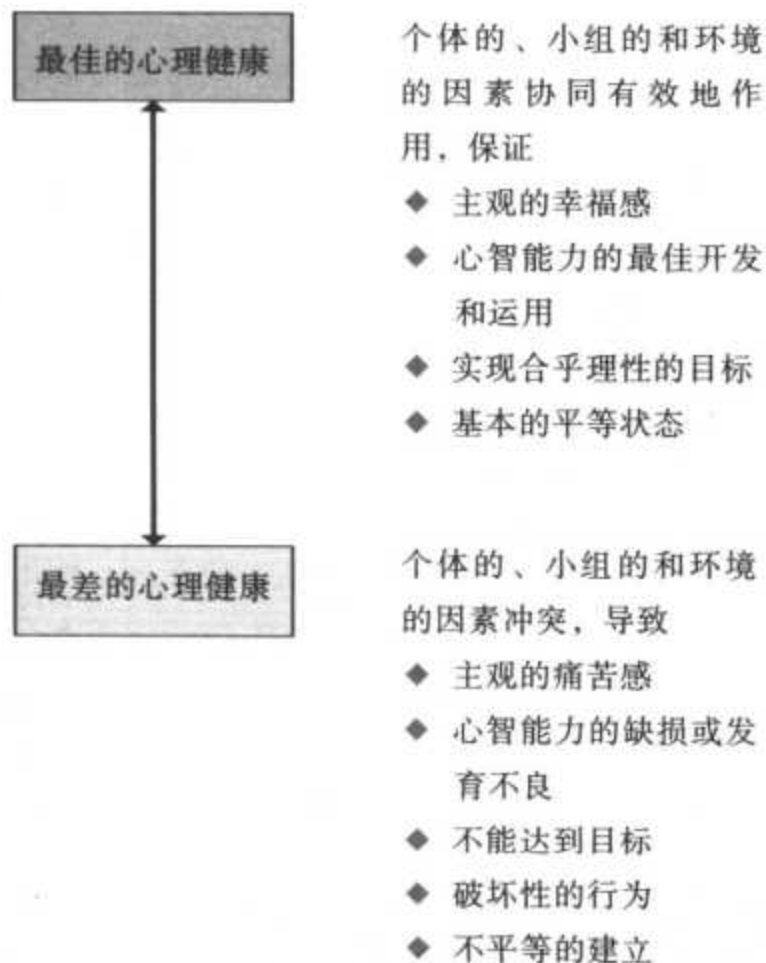 最佳的心理健康
个体的、小组的和环境
的因素协同有效地作
用，保证
◆ 主观的幸福感
◆ 心智能力的最佳开发
和运用
◆ 实现合乎理性的目标
◆ 基本的平等状态
最差的心理健康
个体的、小组的和环境
的因素冲突，导致
◆ 主观的痛苦感
◆ 心智能力的缺损或发
育不良
◆ 不能达到目标
◆ 破坏性的行为
◆ 不平等的建立